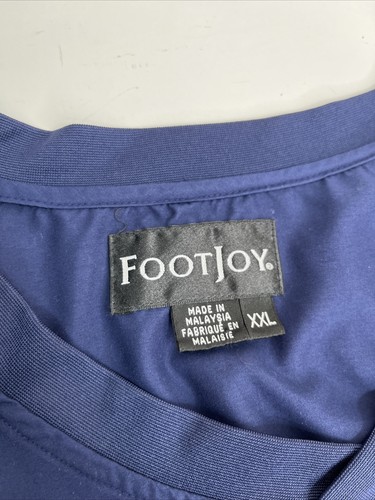 FOOTJOY®
MADE IN
MALAYSIA
FABRIQUÉ EN
MALAISIE
XXL